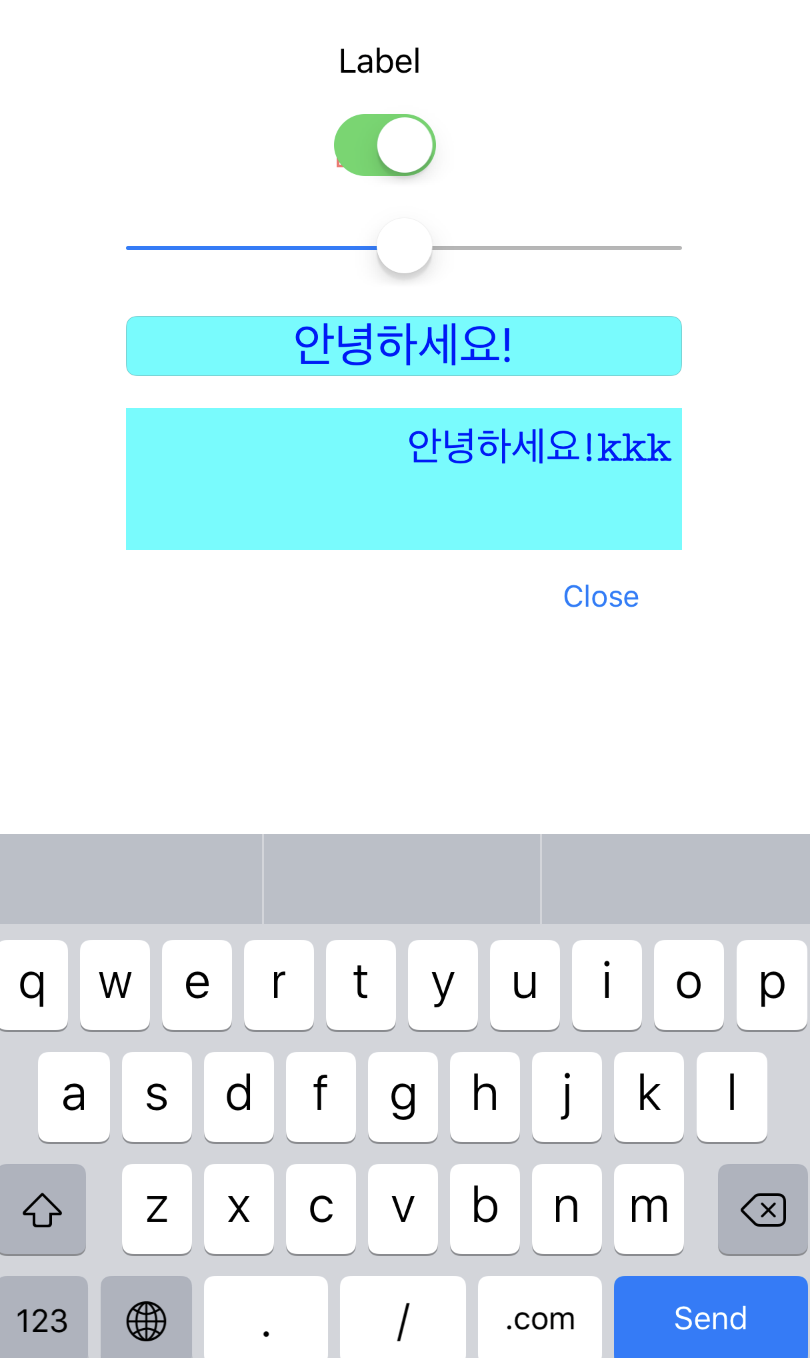 Label
안녕하세요!
안녕하세요!kkk
Close
q w e r t y u i o p
a s d f g h j k l
z x c v b n m
123 . / .com Send